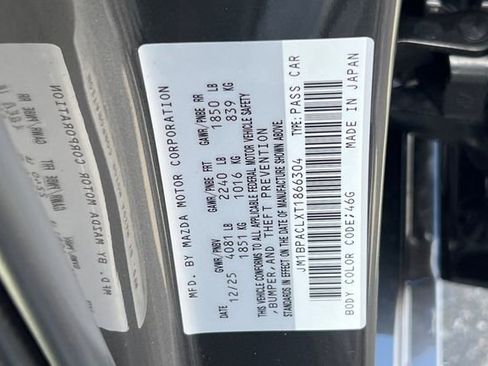 MFD. BY MAZDA MOTOR CORPORATION
DATE GVWR/PNBV GAWR/PNBE FRT GAWR/PNBE RR
12/25 4081 LB 2240 LB 1850 LB
1851 KG 1016 KG 839 KG
THIS VEHICLE CONFORMS TO ALL APPLICABLE FEDERAL MOTOR VEHICLE SAFETY
,BUMPER,AND THEFT PREVENTION
STANDARDS IN EFFECT ON THE DATE OF MANUFACTURE SHOWN ABOVE.
JM1BPACLXT1866304 TYPE:PASS CAR
BODY COLOR CODE;46G MADE IN JAPAN
MAZDA MOTOR CORPORATION